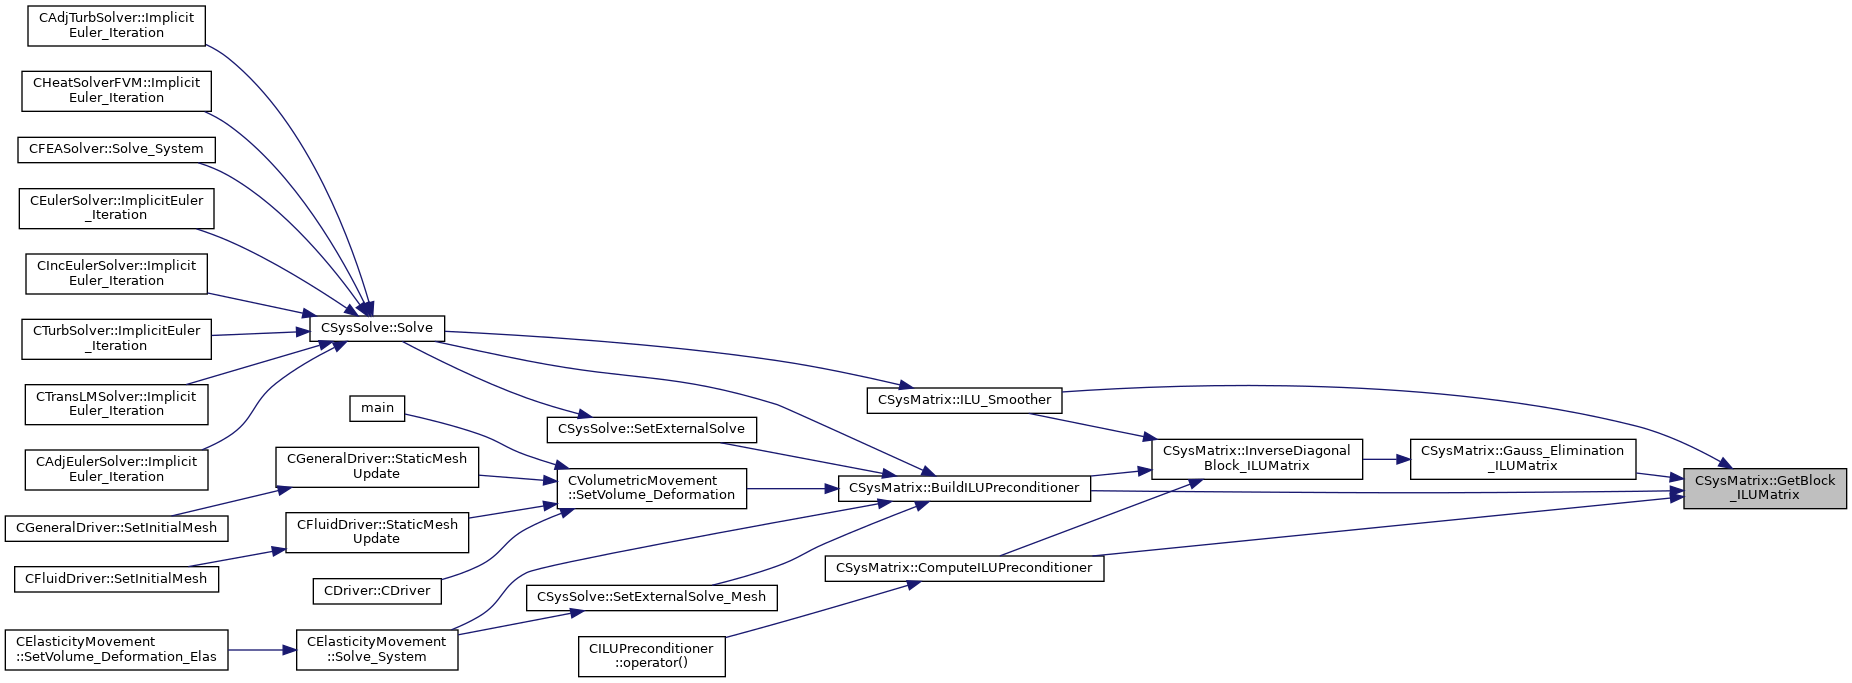 CAdjTurbSolver::Implicit
Euler_Iteration
CHeatSolverFVM::Implicit
Euler_Iteration
CFEASolver::Solve_System
CEulerSolver::ImplicitEuler
_Iteration
CIncEulerSolver::Implicit
Euler_Iteration
CTurbSolver::ImplicitEuler
_Iteration
CTransLMSolver::Implicit
Euler_Iteration
CAdjEulerSolver::Implicit
Euler_Iteration
CGeneralDriver::SetInitialMesh
CFluidDriver::SetInitialMesh
CElasticityMovement
::SetVolume_Deformation_Elas
CSysSolve::Solve
main
CGeneralDriver::StaticMesh
Update
CFluidDriver::StaticMesh
Update
CDriver::CDriver
CElasticityMovement
::Solve_System
CSysSolve::SetExternalSolve
CVolumetricMovement
::SetVolume_Deformation
CSysSolve::SetExternalSolve_Mesh
CILUPreconditioner
::operator()
CSysMatrix::ILU_Smoother
CSysMatrix::BuildILUPreconditioner
CSysMatrix::ComputeILUPreconditioner
CSysMatrix::InverseDiagonal
Block_ILUMatrix
CSysMatrix::Gauss_Elimination
_ILUMatrix
CSysMatrix::GetBlock
_ILUMatrix